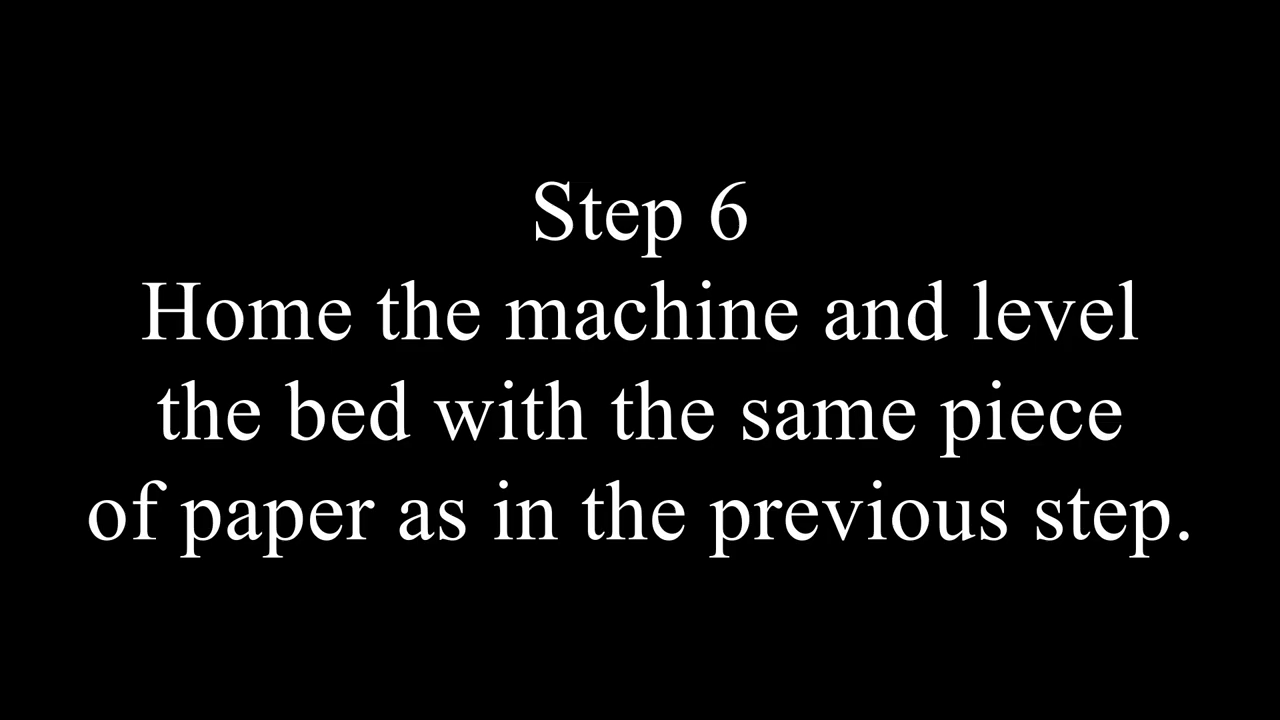 Step 6
Home the machine and level
the bed with the same piece
of paper as in the previous step.